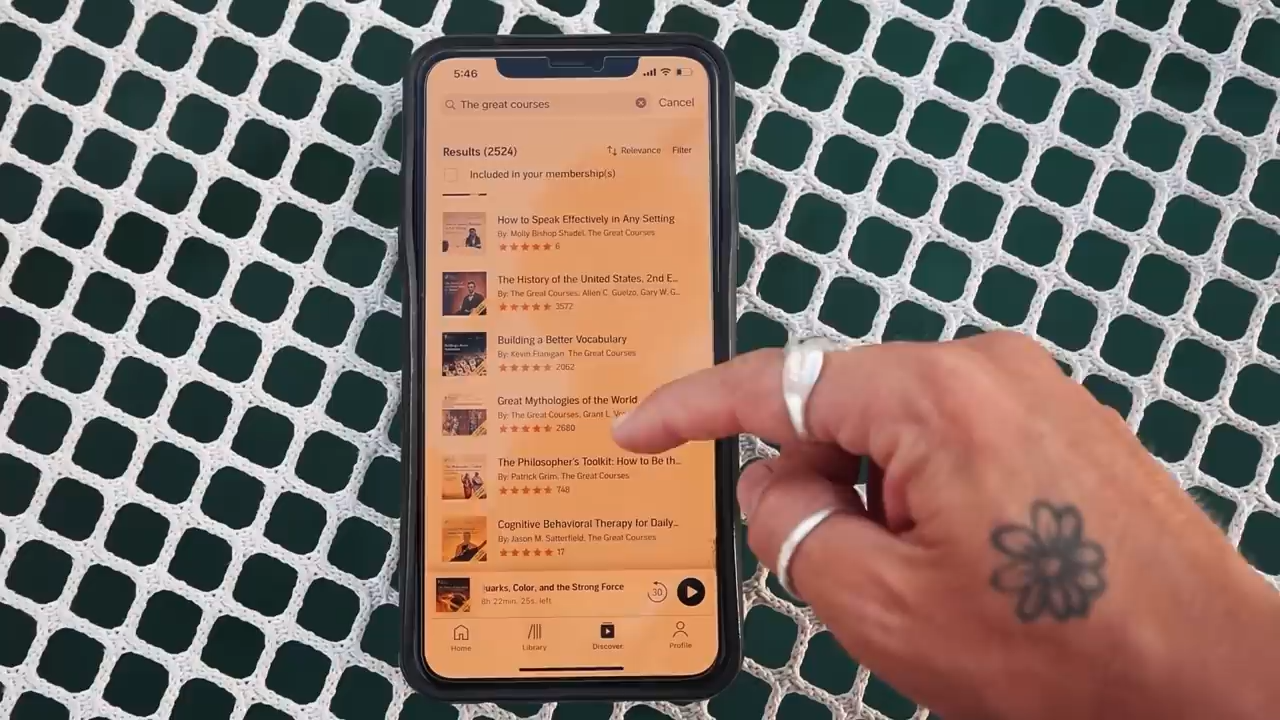 5:46
The great courses
Cancel
Results (2524)
Relevance
Filter
Included in your membership(s)
How to Speak Effectively in Any Setting
By: Molly Bishop Shadel, The Great Courses
6
The History of the United States, 2nd E...
By: The Great Courses, Allen C. Guelzo, Gary W. G...
3572
Building a Better Vocabulary
By: Kevin Flanigan, The Great Courses
2062
Great Mythologies of the World
By: The Great Courses, Grant L.
2680
The Philosopher's Toolkit: How to Be th...
By: Patrick Grim, The Great Courses
748
Cognitive Behavioral Therapy for Daily...
By: Jason M. Satterfield, The Great Courses
17
uarks, Color, and the Strong Force
6h 22min, 25s. left
30
Home
Library
Discover
Profile